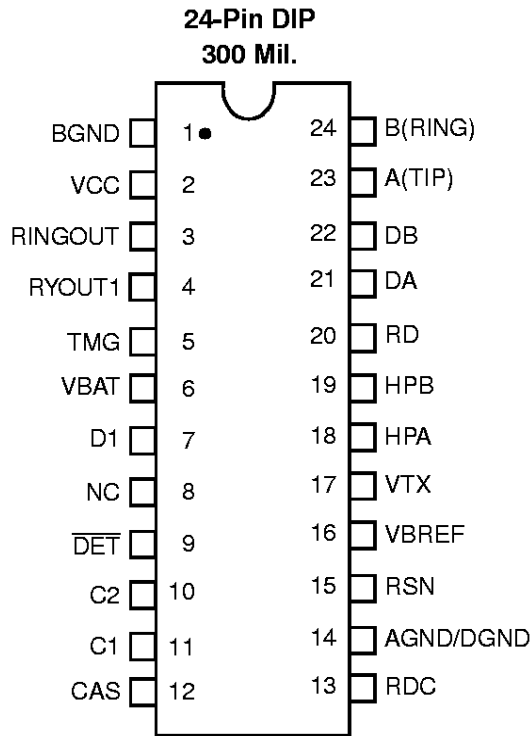 24-Pin DIP
300 Mil.
BGND 1 24 B(RING)
VCC 2 23 A(TIP)
RINGOUT 3 22 DB
RYOUT1 4 21 DA
TMG 5 20 RD
VBAT 6 19 HPB
D1 7 18 HPA
NC 8 17 VTX
DET 9 16 VBREF
C2 10 15 RSN
C1 11 14 AGND/DGND
CAS 12 13 RDC